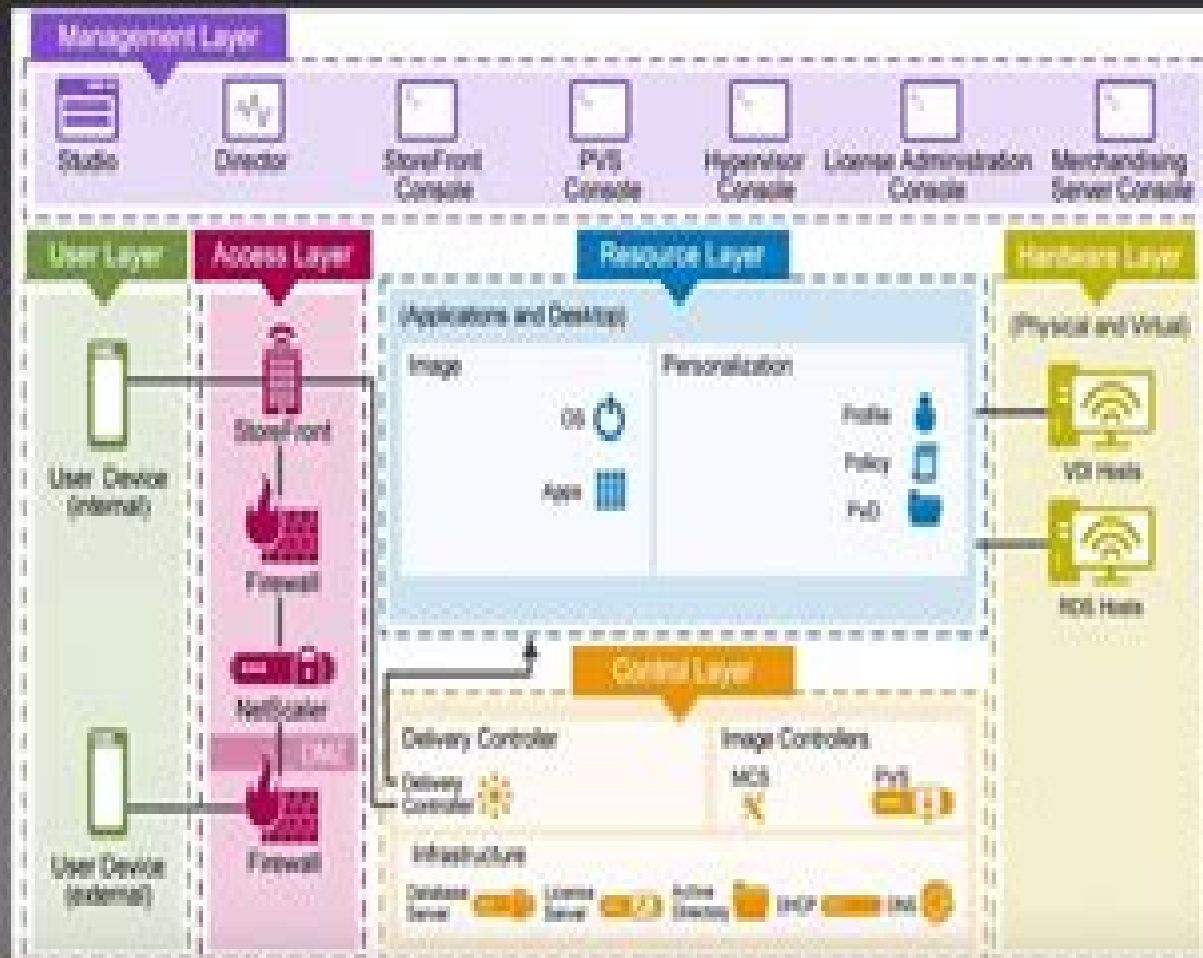 Management Layer
Studio
Director
StoreFront
Console
PVS
Console
Hypervisor
Console
License Administration
Console
Merchandising
Server Console
User Layer
Access Layer
Resource Layer
Hardware Layer
User Device
(internal)
User Device
(external)
StoreFront
Firewall
NetScaler
DMZ
Firewall
(Applications and Desktop)
Image
OS
Apps
Personalization
Profile
Policy
PvD
Control Layer
Delivery Controller
Delivery
Controller
Image Controllers
MCS
PVS
Infrastructure
Database
Server
License
Server
Active
Directory
DHCP
DNS
(Physical and Virtual)
VDI Hosts
RDS Hosts